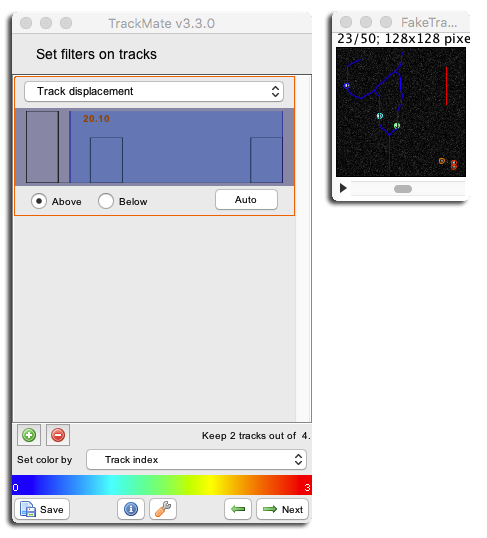 TrackMate v3.3.0
Set filters on tracks
Track displacement
20.10
Above Below Auto
Keep 2 tracks out of 4.
Set color by Track index
0 3
Save Next
FakeTra...
23/50; 128x128 pixe